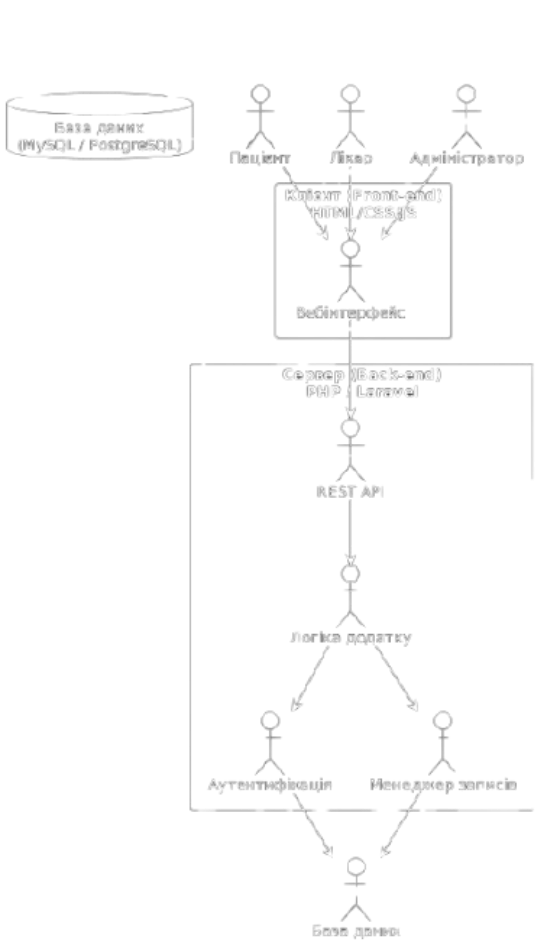 База даних
(MySQL / PostgreSQL)
Пацієнт
Лікар
Адміністратор
Клієнт (Front-end)
HTML/CSS/JS
Вебінтерфейс
Сервер (Back-end)
PHP / Laravel
REST API
Логіка додатку
Аутентифікація
Менеджер записів
База даних